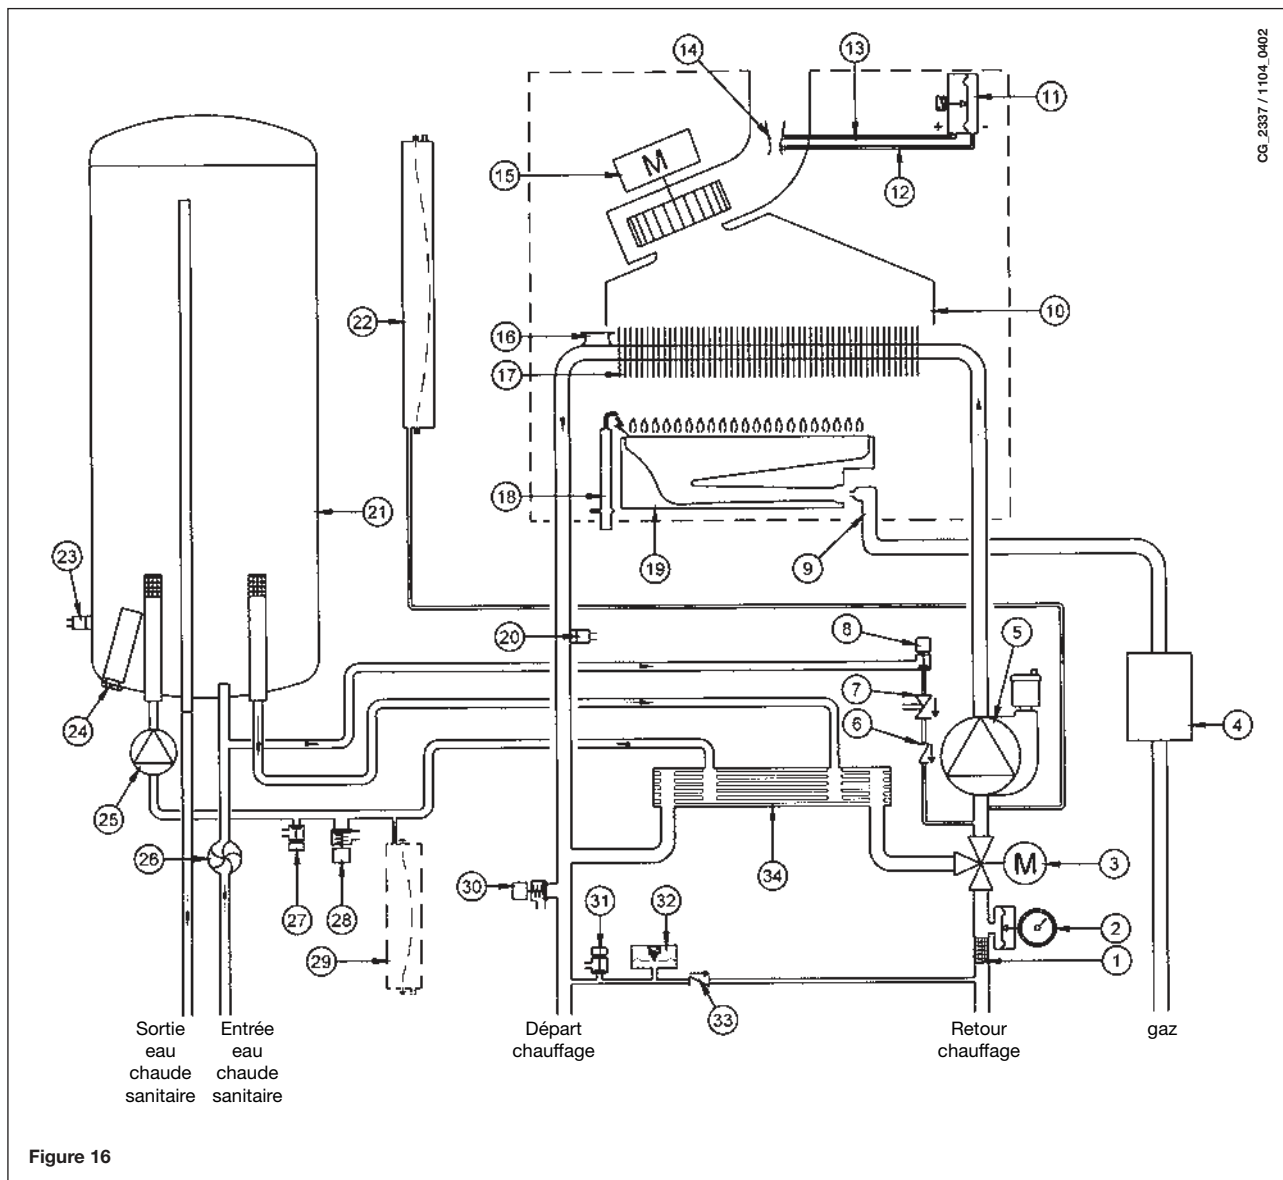 CG_2337 / 1104_0402
14
13
11
M
15
12
+ -
10
22
16
17
18
21
19
9
23
20
8
5
7
24
6
4
25
26
3
M
34
27
28
30
31
32
2
29
1
33
Sortie
eau
chaude
sanitaire
Entrée
eau
chaude
sanitaire
Départ
chauffage
Retour
chauffage
gaz
Figure 16